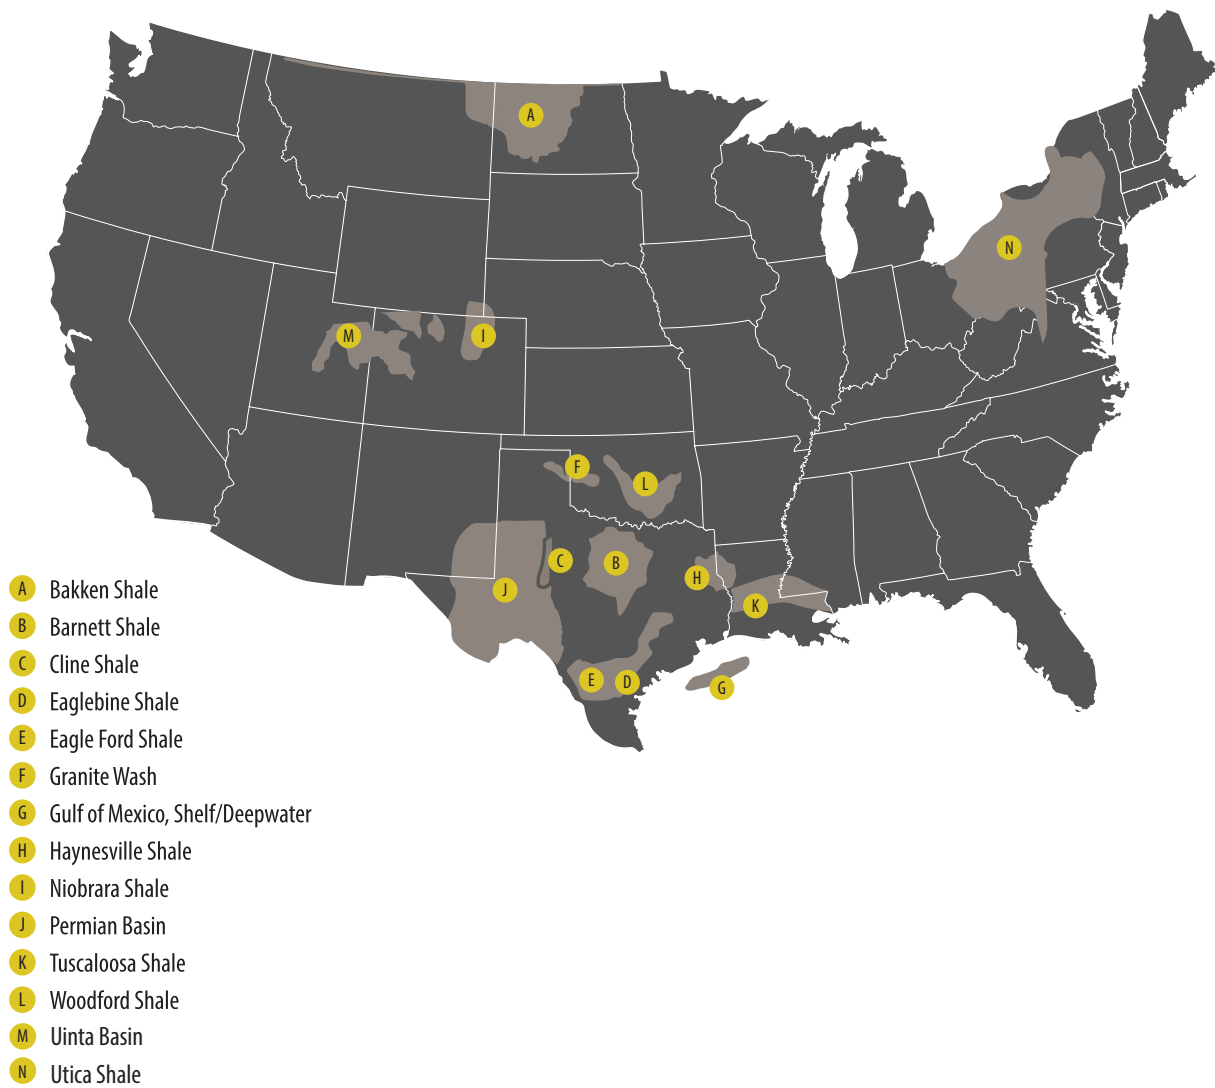 A
N
M
I
F
L
C
B
H
J
K
E
D
G
A Bakken Shale
B Barnett Shale
C Cline Shale
D Eaglebine Shale
E Eagle Ford Shale
F Granite Wash
G Gulf of Mexico, Shelf/Deepwater
H Haynesville Shale
I Niobrara Shale
J Permian Basin
K Tuscaloosa Shale
L Woodford Shale
M Uinta Basin
N Utica Shale